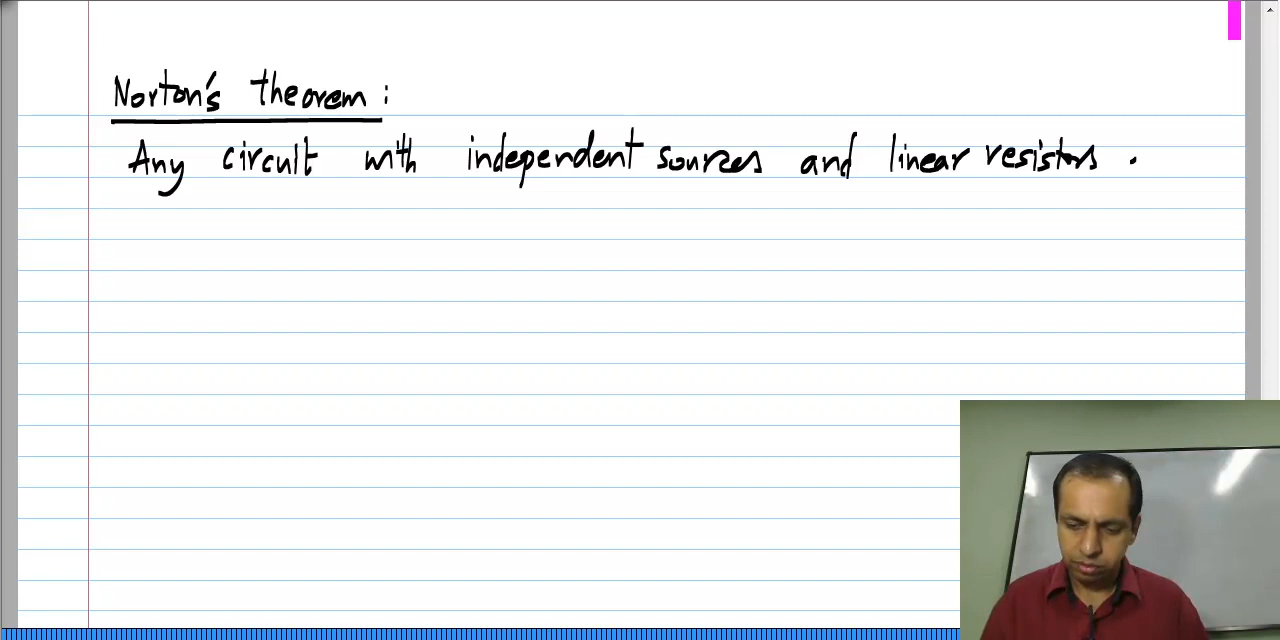 Norton's theorem :
Any circuit with independent sources and linear resistors .